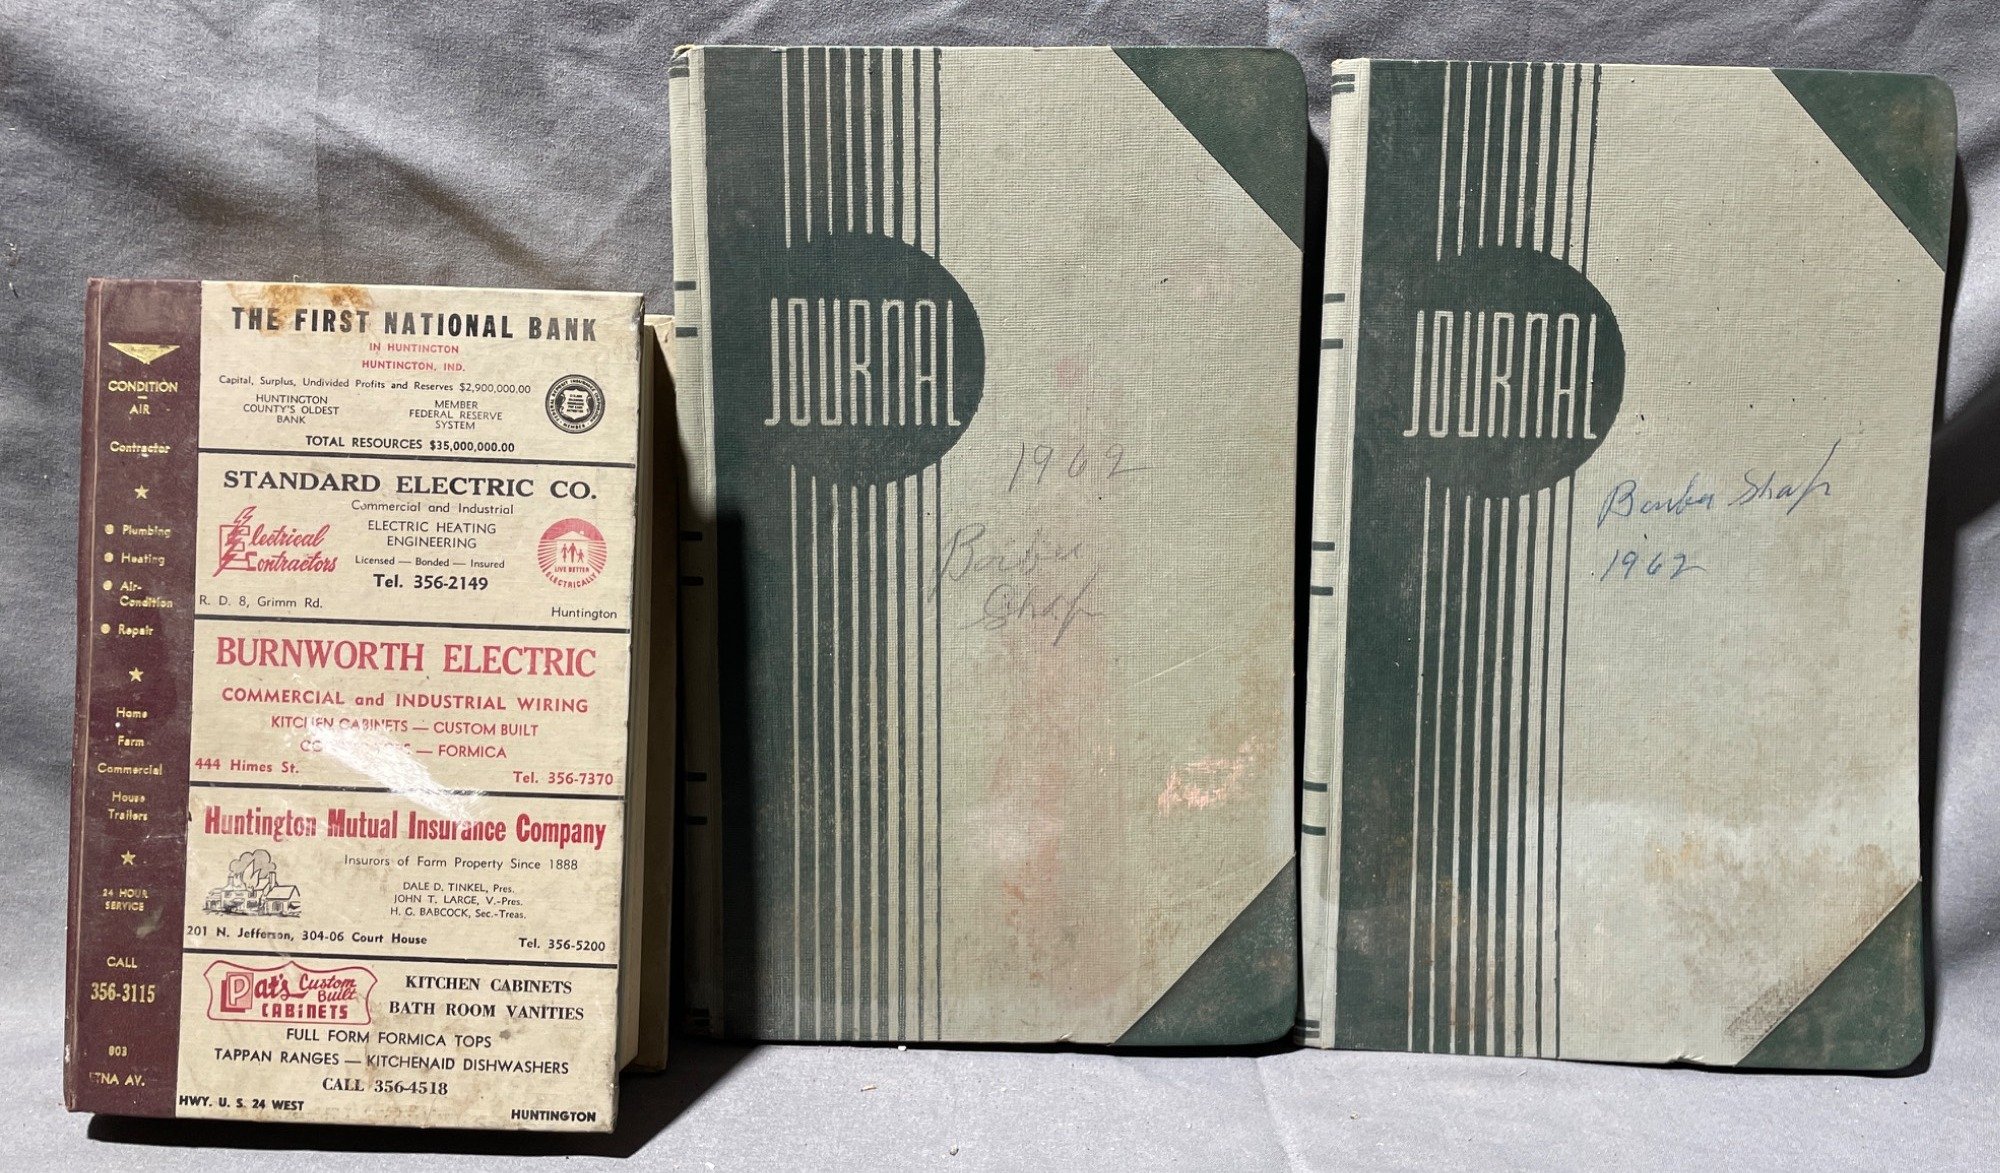 CONDITION
AIR
Contractor
Plumbing
Heating
Air-
Condition
Repair
Home
Farm
Commercial
House
Trailers
24 HOUR
SERVICE
CALL
356-3115
803
ETNA AV.
THE FIRST NATIONAL BANK
IN HUNTINGTON
HUNTINGTON, IND.
Capital, Surplus, Undivided Profits and Reserves $2,900,000.00
HUNTINGTON
COUNTY'S OLDEST
BANK
MEMBER
FEDERAL RESERVE
SYSTEM
TOTAL RESOURCES $35,000,000.00
STANDARD ELECTRIC CO.
Commercial and Industrial
Electrical
Contractors
ELECTRIC HEATING
ENGINEERING
Licensed — Bonded — Insured
Tel. 356-2149
LIVE BETTER
ELECTRICALLY
R. D. 8, Grimm Rd.
Huntington
BURNWORTH ELECTRIC
COMMERCIAL and INDUSTRIAL WIRING
KITCHEN CABINETS — CUSTOM BUILT
— FORMICA
444 Himes St.
Tel. 356-7370
Huntington Mutual Insurance Company
Insurors of Farm Property Since 1888
DALE D. TINKEL, Pres.
JOHN T. LARGE, V.-Pres.
H. G. BABCOCK, Sec.-Treas.
201 N. Jefferson, 304-06 Court House
Tel. 356-5200
Pat's Custom
Built
CABINETS
KITCHEN CABINETS
BATH ROOM VANITIES
FULL FORM FORMICA TOPS
TAPPAN RANGES — KITCHENAID DISHWASHERS
CALL 356-4518
HWY. U. S. 24 WEST
HUNTINGTON
JOURNAL
1962
Barber
Shop
JOURNAL
Barber Shop
1962